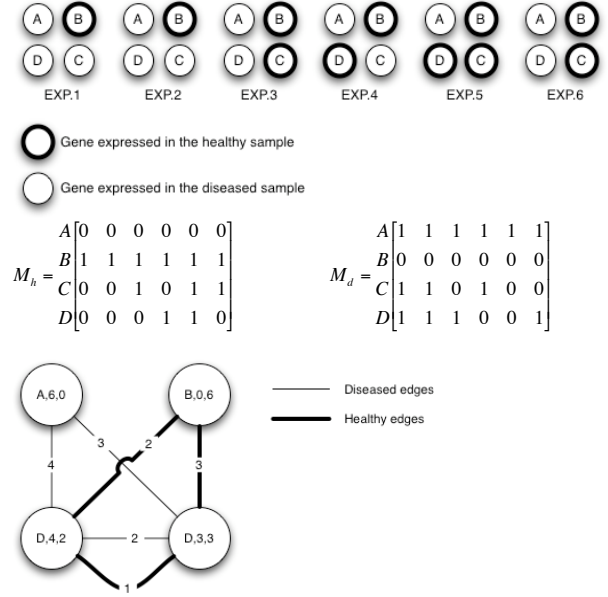 A B A B A B A B A B A B
D C D C D C D C D C D C
EXP.1 EXP.2 EXP.3 EXP.4 EXP.5 EXP.6
Gene expressed in the healthy sample
Gene expressed in the diseased sample
M_h = A[0 0 0 0 0 0]
B[1 1 1 1 1 1]
C[0 0 1 0 1 1]
D[0 0 0 1 1 0]
M_d = A[1 1 1 1 1 1]
B[0 0 0 0 0 0]
C[1 1 0 1 0 0]
D[1 1 1 0 0 1]
A,6,0 B,0,6
Diseased edges
Healthy edges
3 2
4 3
D,4,2 2 D,3,3
1